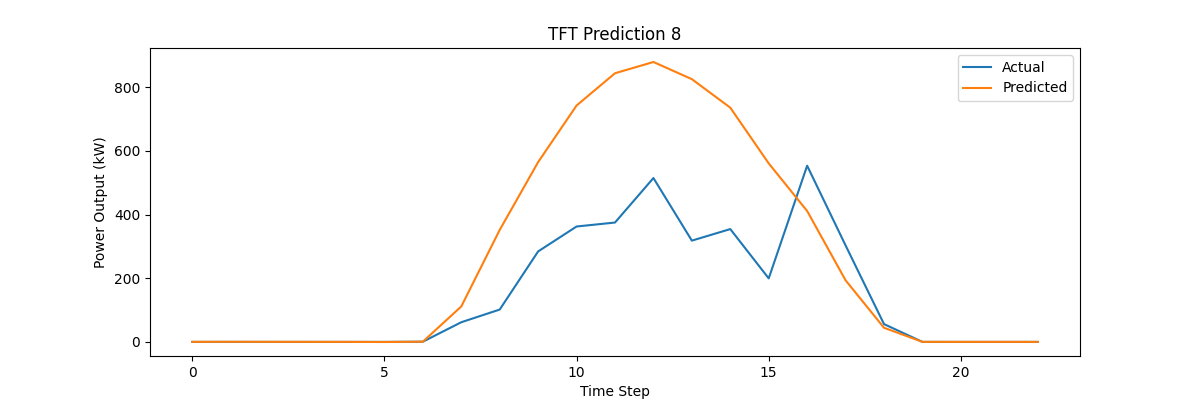 TFT Prediction 8
Actual
Predicted
Power Output (kW)
800
600
400
200
0
0 5 10 15 20
Time Step